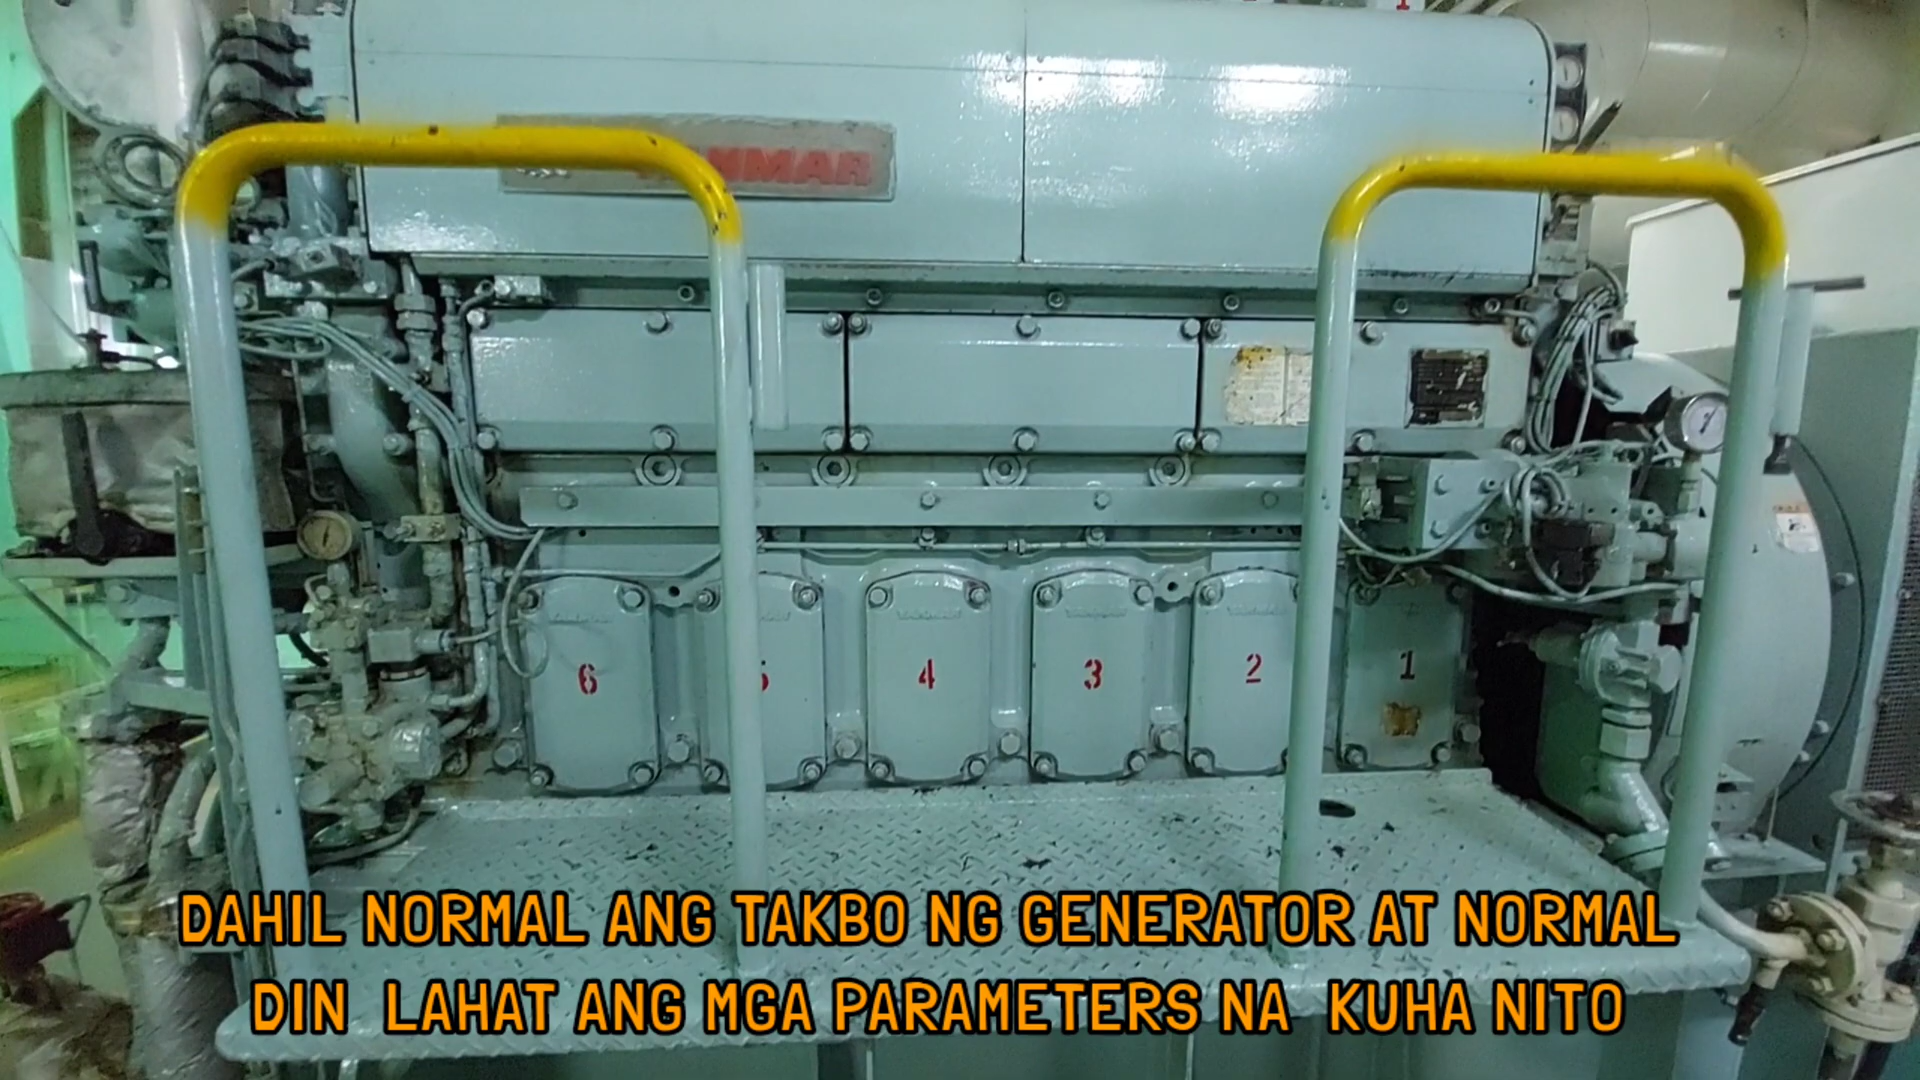 YANMAR
6
5
4
3
2
1
DAHIL NORMAL ANG TAKBO NG GENERATOR AT NORMAL
DIN LAHAT ANG MGA PARAMETERS NA KUHA NITO